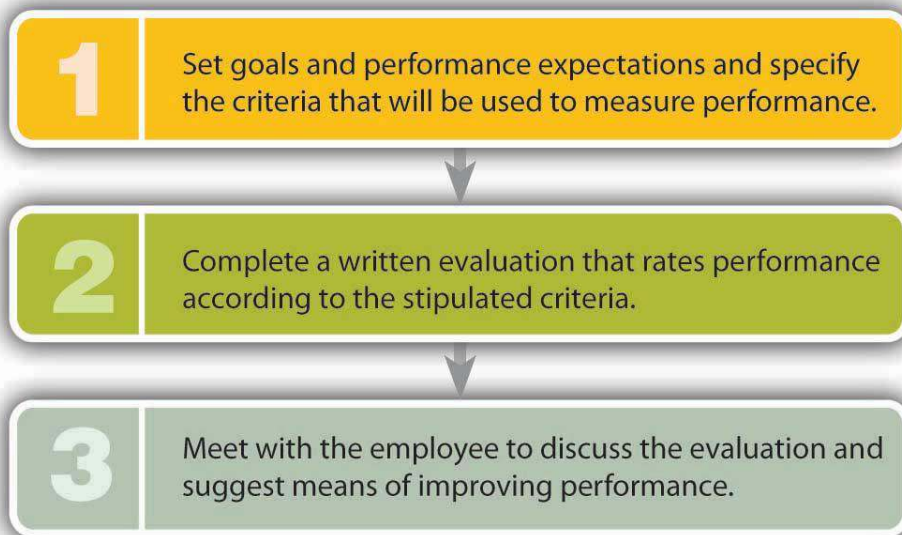 1
Set goals and performance expectations and specify
the criteria that will be used to measure performance.
2
Complete a written evaluation that rates performance
according to the stipulated criteria.
3
Meet with the employee to discuss the evaluation and
suggest means of improving performance.